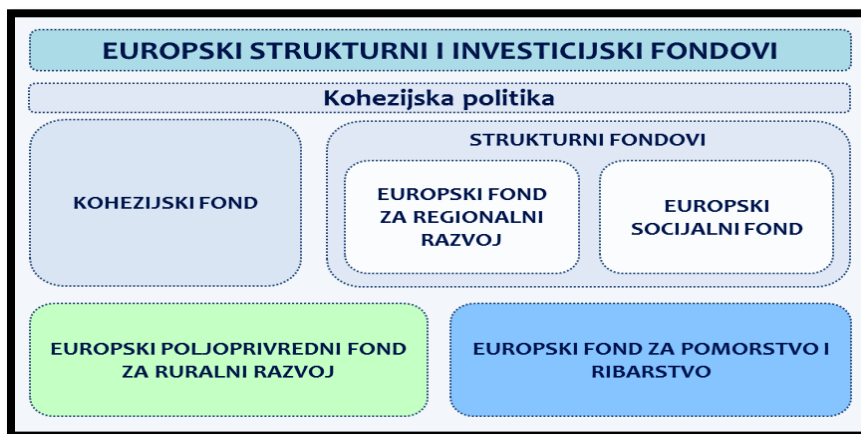 EUROPSKI STRUKTURNI I INVESTICIJSKI FONDOVI
Kohezijska politika
KOHEZIJSKI FOND
STRUKTURNI FONDOVI
EUROPSKI FOND
ZA REGIONALNI
RAZVOJ
EUROPSKI
SOCIJALNI FOND
EUROPSKI POLJOPRIVREDNI FOND
ZA RURALNI RAZVOJ
EUROPSKI FOND ZA POMORSTVO I
RIBARSTVO